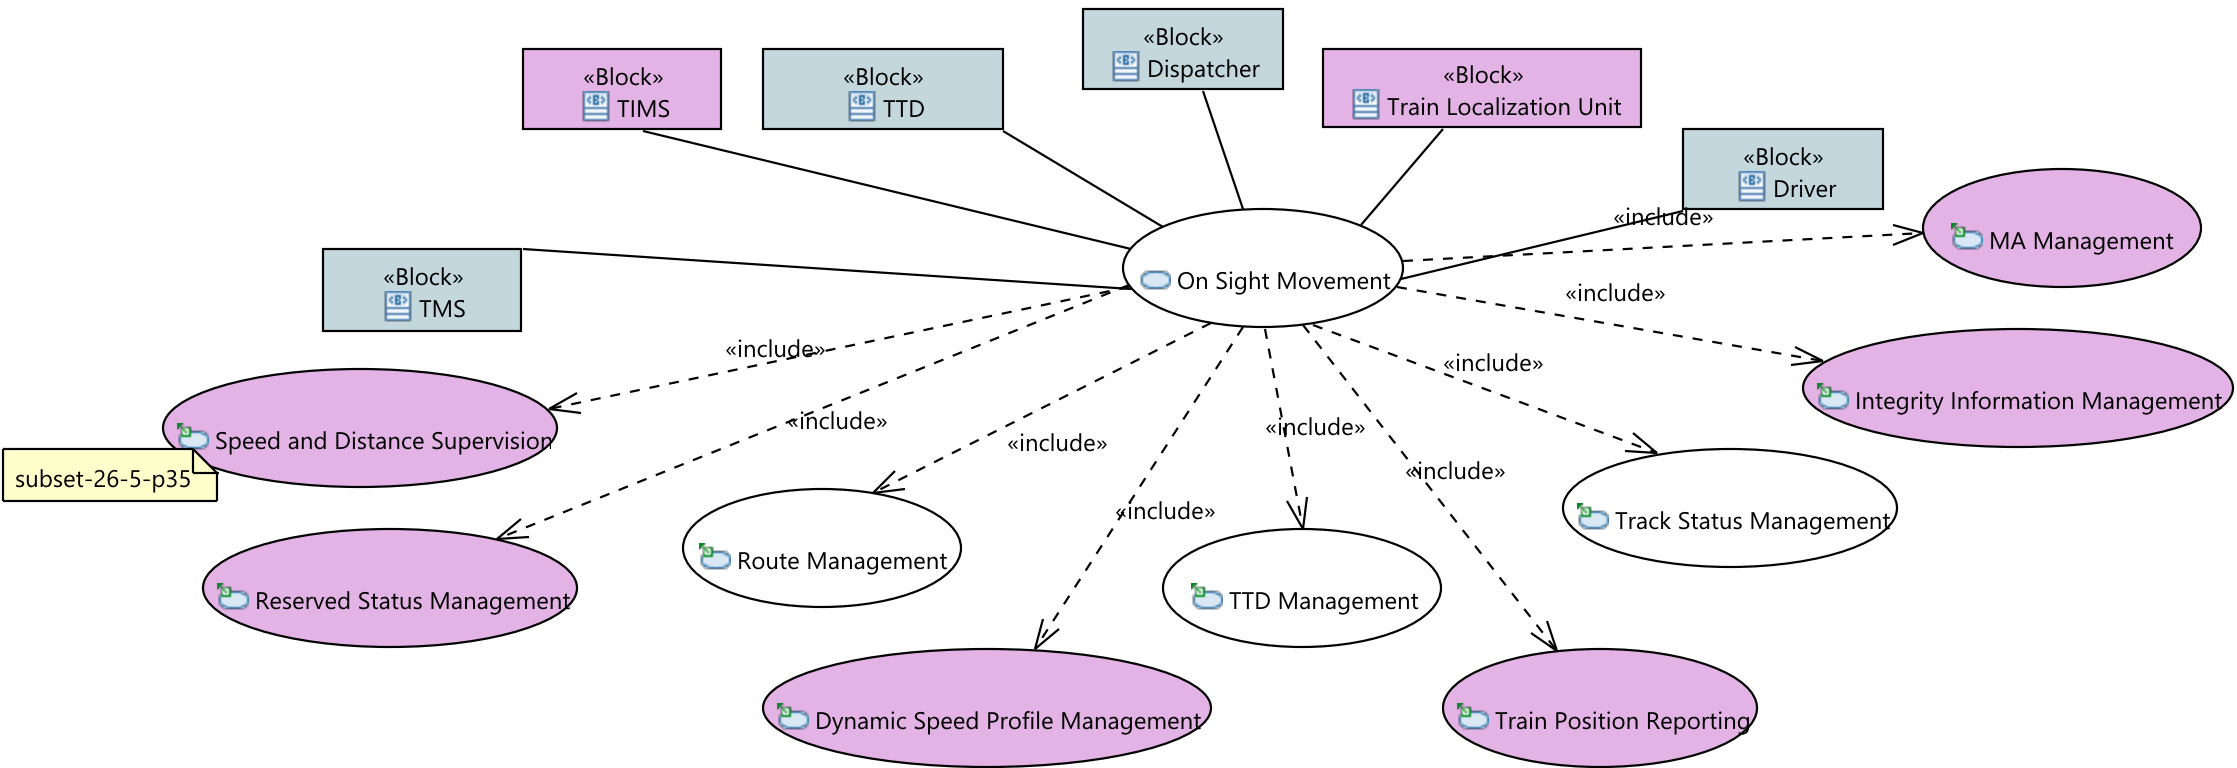 «Block»
Dispatcher
«Block»
TIMS
«Block»
TTD
«Block»
Train Localization Unit
«Block»
Driver
«include»
MA Management
On Sight Movement
«Block»
TMS
«include»
«include»
«include»
Integrity Information Management
«include»
«include»
«include»
«include»
Speed and Distance Supervision
«include»
subset-26-5-p35
«include»
Track Status Management
Route Management
Reserved Status Management
TTD Management
Dynamic Speed Profile Management
Train Position Reporting